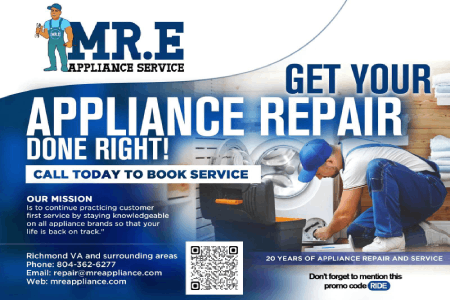 MR.E
APPLIANCE SERVICE
GET YOUR
APPLIANCE REPAIR
DONE RIGHT!
CALL TODAY TO BOOK SERVICE
OUR MISSION
Is to continue practicing customer
first service by staying knowledgeable
on all appliance brands so that your
life is back on track."
Richmond VA and surrounding areas
Phone: 804-362-6277
Email: repair@mreappliance.com
Web: mreappliance.com
20 YEARS OF APPLIANCE REPAIR AND SERVICE
Don't forget to mention this
promo code RIDE